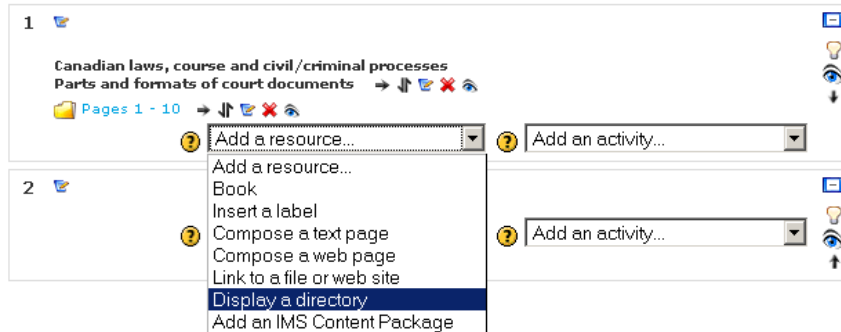 1
Canadian laws, course and civil/criminal processes
Parts and formats of court documents
Pages 1 - 10
Add a resource... Add an activity...
Add a resource...
Book
2
Insert a label
Compose a text page Add an activity...
Compose a web page
Link to a file or web site
Display a directory
Add an IMS Content Package